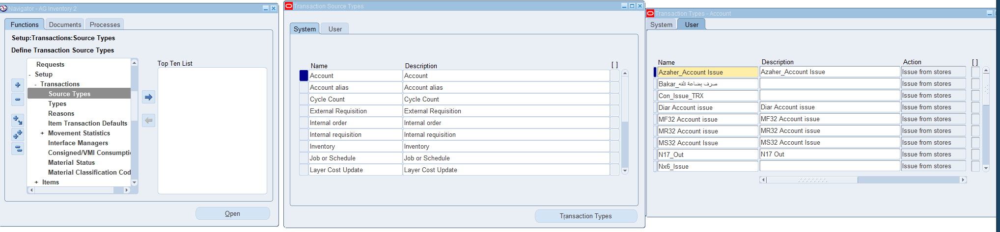 Navigator - AG Inventory 2
Functions Documents Processes
Setup:Transactions:Source Types
Define Transaction Source Types
Requests
- Setup
- Transactions
Source Types
Types
Reasons
Item Transaction Defaults
+ Movement Statistics
Interface Managers
Consigned/VMI Consumpti
Material Status
Material Classification Cod
+ Items
Top Ten List
Open
Transaction Source Types
System User
Name Description [ ]
Account Account
Account alias Account alias
Cycle Count Cycle Count
External Requisition External Requisition
Internal order Internal order
Internal requisition Internal requisition
Inventory Inventory
Job or Schedule Job or Schedule
Layer Cost Update Layer Cost Update
Transaction Types
Transaction Types - Account
System User
Name Description Action [ ]
Azaher_Account Issue Azaher_Account Issue Issue from stores
Bakar_صرف بضاعة تلفه Issue from stores
Con_Issue_TRX Issue from stores
Diar Account issue Diar Account issue Issue from stores
MF32 Account issue MF32 Account issue Issue from stores
MR32 Account issue MR32 Account issue Issue from stores
MS32 Account Issue MS32 Account Issue Issue from stores
N17_Out N17 Out Issue from stores
Nx6_Issue Issue from stores